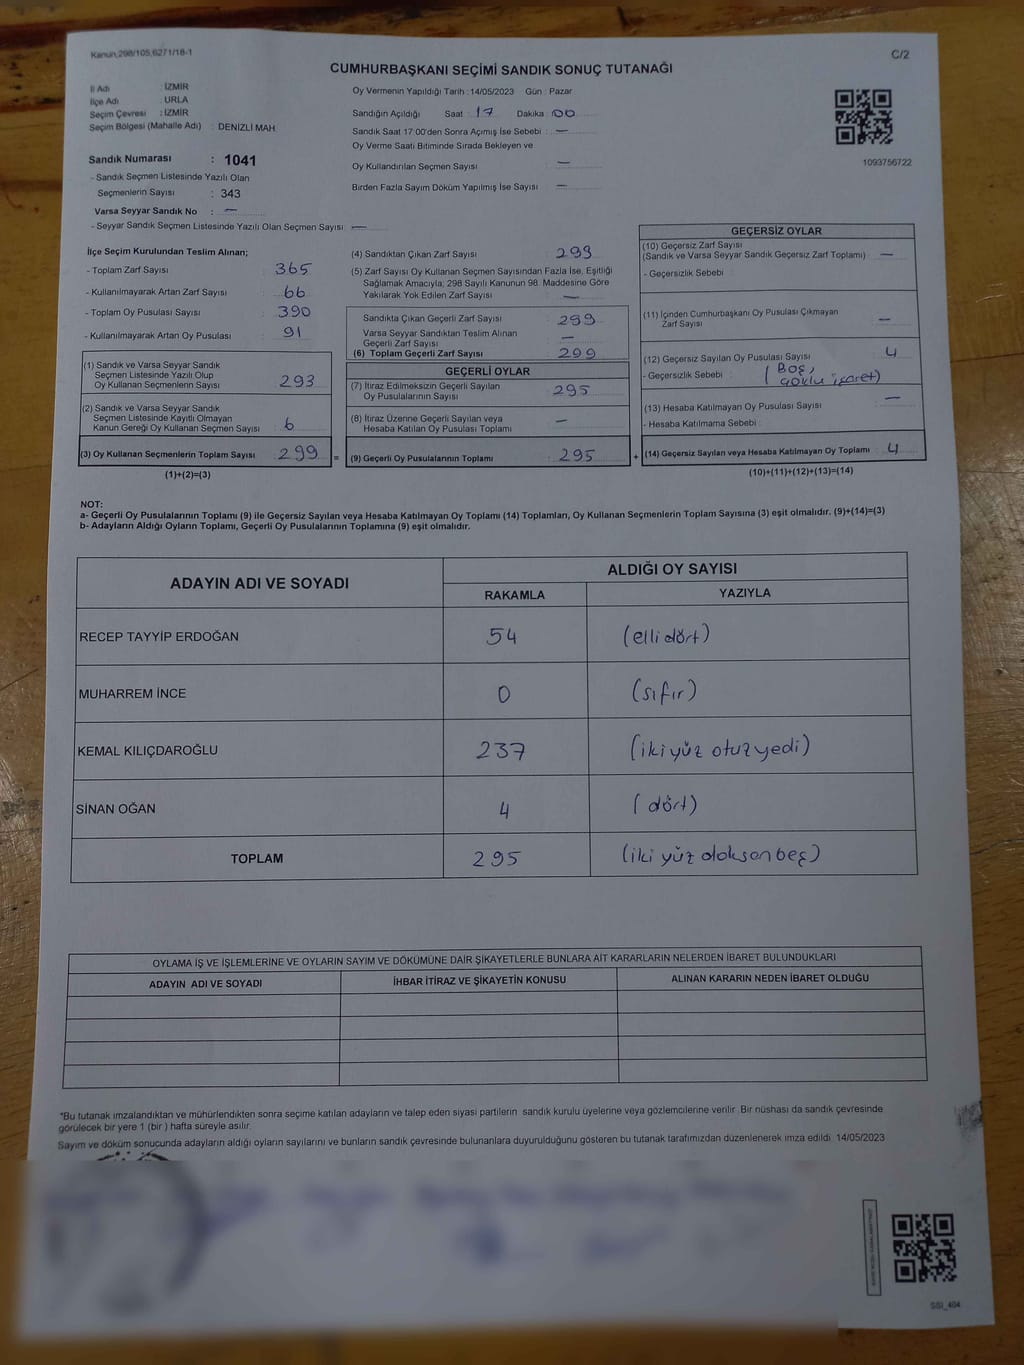 Kanun,298/105,6271/18-1
C/2
CUMHURBAŞKANI SEÇİMİ SANDIK SONUÇ TUTANAĞI
İl Adı : İZMİR
İlçe Adı : URLA
Seçim Çevresi : İZMİR
Seçim Bölgesi (Mahalle Adı) : DENİZLİ MAH.
Sandık Numarası : 1041
- Sandık Seçmen Listesinde Yazılı Olan
Seçmenlerin Sayısı : 343
Varsa Seyyar Sandık No : —
- Seyyar Sandık Seçmen Listesinde Yazılı Olan Seçmen Sayısı: —
Oy Vermenin Yapıldığı Tarih : 14/05/2023 Gün : Pazar
Sandığın Açıldığı Saat : 17 Dakika : 00
Sandık Saat 17:00'den Sonra Açımış İse Sebebi : —
Oy Verme Saati Bitiminde Sırada Bekleyen ve
Oy Kullandırılan Seçmen Sayısı : —
Birden Fazla Sayım Döküm Yapılmış İse Sayısı : —
1093756722
İlçe Seçim Kurulundan Teslim Alınan;
- Toplam Zarf Sayısı : 365
- Kullanılmayarak Artan Zarf Sayısı : 66
- Toplam Oy Pusulası Sayısı : 390
- Kullanılmayarak Artan Oy Pusulası : 91
(1) Sandık ve Varsa Seyyar Sandık
Seçmen Listesinde Yazılı Olup
Oy Kullanan Seçmenlerin Sayısı : 293
(2) Sandık ve Varsa Seyyar Sandık
Seçmen Listesinde Kayıtlı Olmayan
Kanun Gereği Oy Kullanan Seçmen Sayısı : 6
(3) Oy Kullanan Seçmenlerin Toplam Sayısı : 299
(1)+(2)=(3)
(4) Sandıktan Çıkan Zarf Sayısı : 299
(5) Zarf Sayısı Oy Kullanan Seçmen Sayısından Fazla İse, Eşitliği
Sağlamak Amacıyla; 298 Sayılı Kanunun 98. Maddesine Göre
Yakılarak Yok Edilen Zarf Sayısı : —
Sandıkta Çıkan Geçerli Zarf Sayısı : 299
Varsa Seyyar Sandıktan Teslim Alınan
Geçerli Zarf Sayısı : —
(6) Toplam Geçerli Zarf Sayısı : 299
GEÇERLİ OYLAR
(7) İtiraz Edilmeksizin Geçerli Sayılan
Oy Pusulalarının Sayısı : 295
(8) İtiraz Üzerine Geçerli Sayılan veya
Hesaba Katılan Oy Pusulası Toplamı : —
= (9) Geçerli Oy Pusulalarının Toplamı : 295
GEÇERSİZ OYLAR
(10) Geçersiz Zarf Sayısı
(Sandık ve Varsa Seyyar Sandık Geçersiz Zarf Toplamı) : —
- Geçersizlik Sebebi :
(11) İçinden Cumhurbaşkanı Oy Pusulası Çıkmayan
Zarf Sayısı : —
(12) Geçersiz Sayılan Oy Pusulası Sayısı : 4
- Geçersizlik Sebebi : (Boş,
çoklu işaret)
(13) Hesaba Katılmayan Oy Pusulası Sayısı : —
- Hesaba Katılmama Sebebi :
+ (14) Geçersiz Sayılan veya Hesaba Katılmayan Oy Toplamı : 4
(10)+(11)+(12)+(13)=(14)
NOT:
a- Geçerli Oy Pusulalarının Toplamı (9) ile Geçersiz Sayılan veya Hesaba Katılmayan Oy Toplamı (14) Toplamları, Oy Kullanan Seçmenlerin Toplam Sayısına (3) eşit olmalıdır. (9)+(14)=(3)
b- Adayların Aldığı Oyların Toplamı, Geçerli Oy Pusulalarının Toplamına (9) eşit olmalıdır.
ADAYIN ADI VE SOYADI
ALDIĞI OY SAYISI
RAKAMLA YAZIYLA
RECEP TAYYİP ERDOĞAN 54 (elli dört)
MUHARREM İNCE 0 (sıfır)
KEMAL KILIÇDAROĞLU 237 (iki yüz otuz yedi)
SİNAN OĞAN 4 (dört)
TOPLAM 295 (iki yüz doksan beş)
OYLAMA İŞ VE İŞLEMLERİNE VE OYLARIN SAYIM VE DÖKÜMÜNE DAİR ŞİKAYETLERLE BUNLARA AİT KARARLARIN NELERDEN İBARET BULUNDUKLARI
ADAYIN ADI VE SOYADI İHBAR İTİRAZ VE ŞİKAYETİN KONUSU ALINAN KARARIN NEDEN İBARET OLDUĞU
*Bu tutanak imzalandıktan ve mühürlendikten sonra seçime katılan adayların ve talep eden siyasi partilerin sandık kurulu üyelerine veya gözlemcilerine verilir. Bir nüshası da sandık çevresinde
görülecek bir yere 1 (bir ) hafta süreyle asılır.
Sayım ve döküm sonucunda adayların aldığı oyların sayılarını ve bunların sandık çevresinde bulunanlara duyurulduğunu gösteren bu tutanak tarafımızdan düzenlenerek imza edildi. 14/05/2023
SSI_404